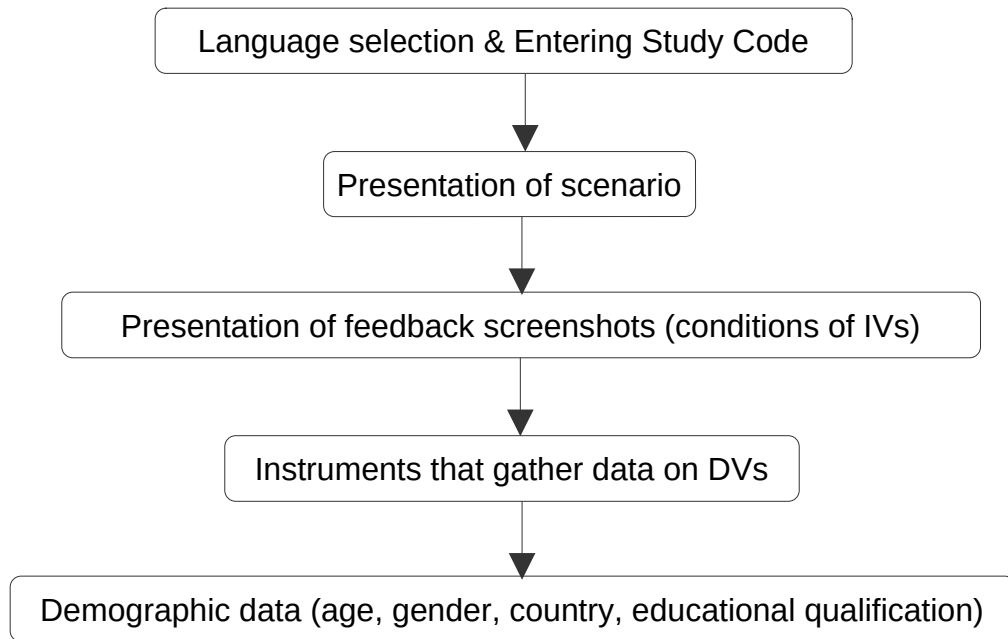 Language selection & Entering Study Code
Presentation of scenario
Presentation of feedback screenshots (conditions of IVs)
Instruments that gather data on DVs
Demographic data (age, gender, country, educational qualification)